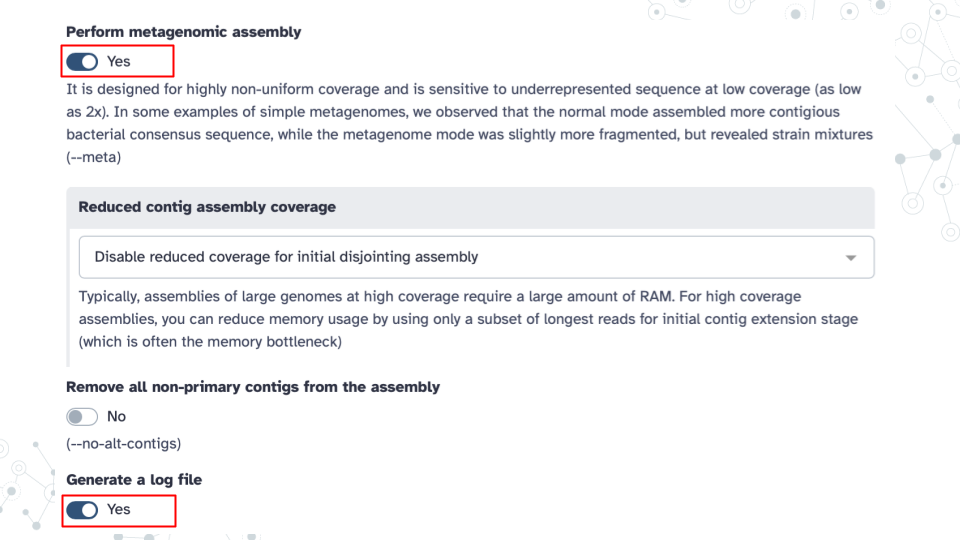 Perform metagenomic assembly
Yes
It is designed for highly non-uniform coverage and is sensitive to underrepresented sequence at low coverage (as low
as 2x). In some examples of simple metagenomes, we observed that the normal mode assembled more contigious
bacterial consensus sequence, while the metagenome mode was slightly more fragmented, but revealed strain mixtures
(--meta)
Reduced contig assembly coverage
Disable reduced coverage for initial disjointing assembly
Typically, assemblies of large genomes at high coverage require a large amount of RAM. For high coverage
assemblies, you can reduce memory usage by using only a subset of longest reads for initial contig extension stage
(which is often the memory bottleneck)
Remove all non-primary contigs from the assembly
No
(--no-alt-contigs)
Generate a log file
Yes